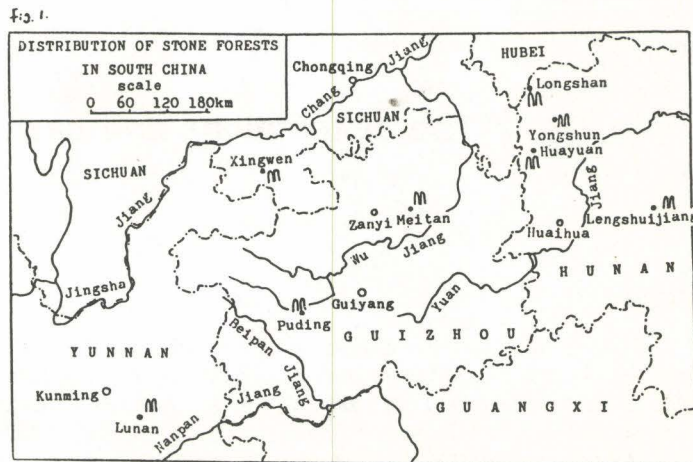 Fig. 1.
DISTRIBUTION OF STONE FORESTS
IN SOUTH CHINA
scale
0 60 120 180km
Chongqing
Chang Jiang
HUBEI
Longshan
SICHUAN
Yongshun
Huayuan
Xingwen
SICHUAN
Jiang
Jiang
Zanyi
Meitan
Lengshuijiang
Huaihua
Wu Jiang
HUNAN
Jingsha
Guiyang
Yuan
Puding
Beipan
GUIZHOU
YUNNAN
Jiang
Kunming
Jiang
GUANGXI
Lunan
Nanpan